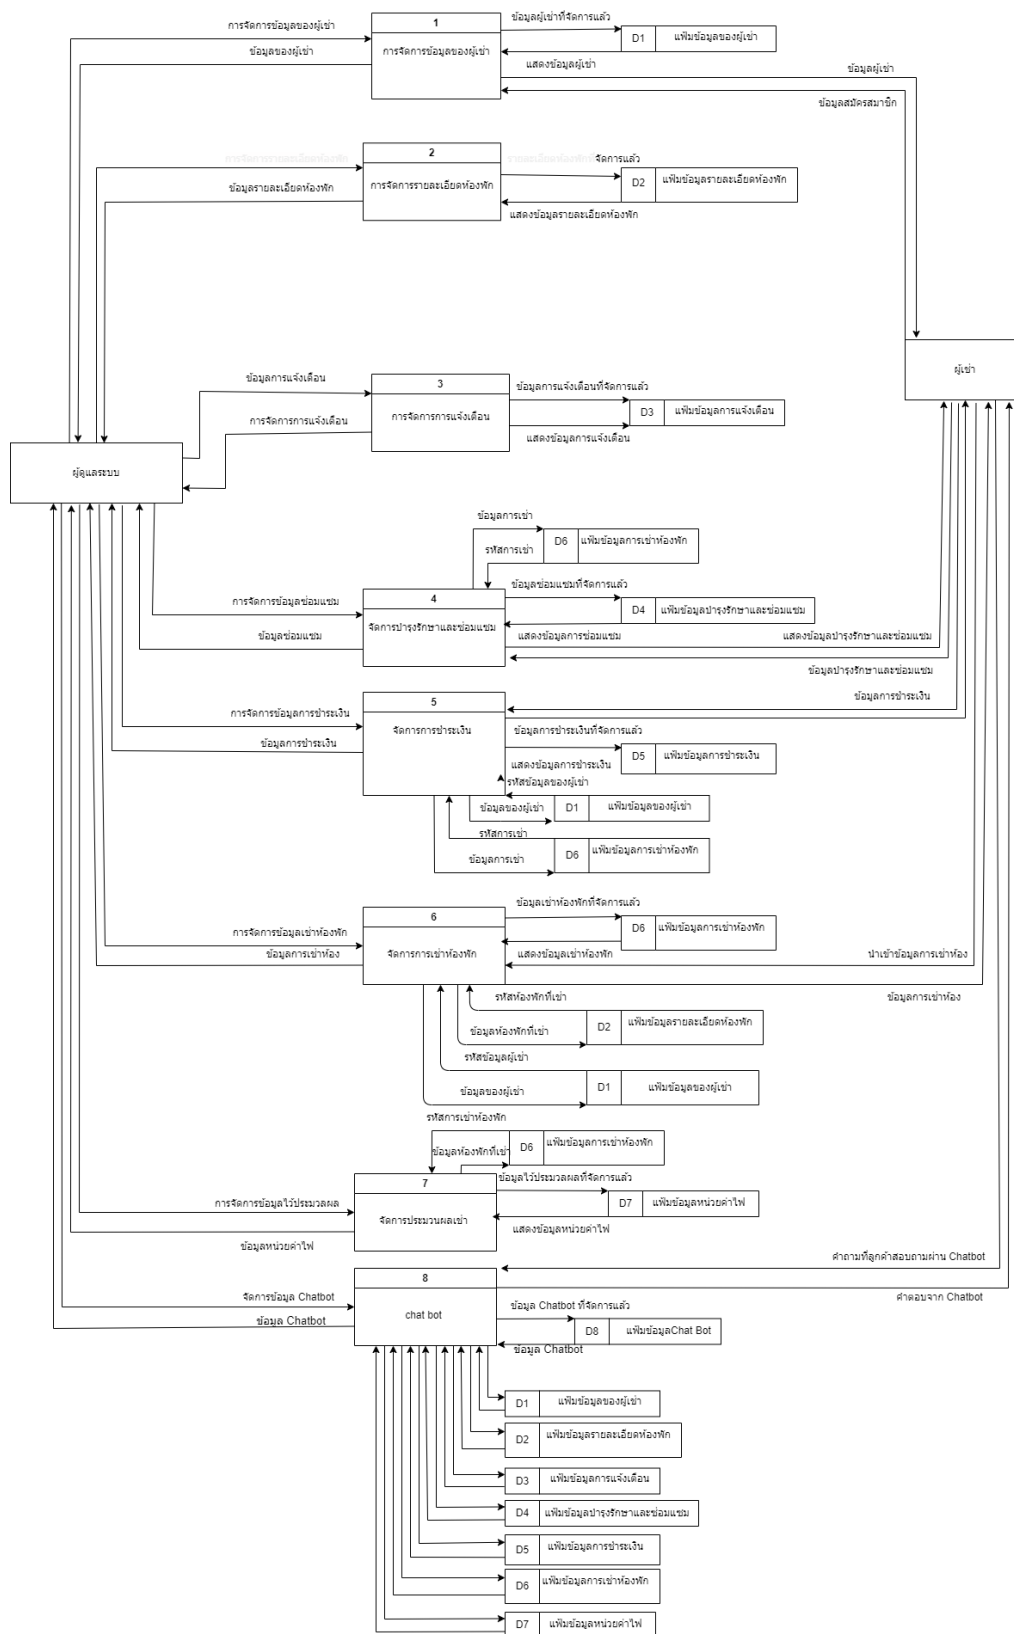 1
การจัดการข้อมูลของผู้เช่า
การจัดการข้อมูลของผู้เช่า
ข้อมูลของผู้เช่า
ข้อมูลผู้เช่าที่จัดการแล้ว
D1 แฟ้มข้อมูลของผู้เช่า
แสดงข้อมูลผู้เช่า
ข้อมูลผู้เช่า
ข้อมูลสมัครสมาชิก
2
การจัดการรายละเอียดห้องพัก
การจัดการรายละเอียดห้องพัก
ข้อมูลรายละเอียดห้องพัก
รายละเอียดห้องพักที่จัดการแล้ว
D2 แฟ้มข้อมูลรายละเอียดห้องพัก
แสดงข้อมูลรายละเอียดห้องพัก
ผู้เช่า
3
การจัดการการแจ้งเตือน
ข้อมูลการแจ้งเตือน
การจัดการการแจ้งเตือน
ข้อมูลการแจ้งเตือนที่จัดการแล้ว
D3 แฟ้มข้อมูลการแจ้งเตือน
แสดงข้อมูลการแจ้งเตือน
ผู้ดูแลระบบ
ข้อมูลการเช่า
D6 แฟ้มข้อมูลการเช่าห้องพัก
รหัสการเช่า
4
จัดการบำรุงรักษาและซ่อมแซม
การจัดการข้อมูลซ่อมแซม
ข้อมูลซ่อมแซม
ข้อมูลซ่อมแซมที่จัดการแล้ว
D4 แฟ้มข้อมูลบำรุงรักษาและซ่อมแซม
แสดงข้อมูลการซ่อมแซม
แสดงข้อมูลบำรุงรักษาและซ่อมแซม
ข้อมูลบำรุงรักษาและซ่อมแซม
5
จัดการการชำระเงิน
การจัดการข้อมูลการชำระเงิน
ข้อมูลการชำระเงิน
ข้อมูลการชำระเงิน
ข้อมูลการชำระเงินที่จัดการแล้ว
D5 แฟ้มข้อมูลการชำระเงิน
แสดงข้อมูลการชำระเงิน
รหัสข้อมูลของผู้เช่า
ข้อมูลของผู้เช่า
D1 แฟ้มข้อมูลของผู้เช่า
รหัสการเช่า
D6 แฟ้มข้อมูลการเช่าห้องพัก
ข้อมูลการเช่า
6
จัดการการเช่าห้องพัก
การจัดการข้อมูลเช่าห้องพัก
ข้อมูลการเช่าห้อง
ข้อมูลเช่าห้องพักที่จัดการแล้ว
D6 แฟ้มข้อมูลการเช่าห้องพัก
แสดงข้อมูลเช่าห้องพัก
นำเข้าข้อมูลการเช่าห้อง
ข้อมูลการเช่าห้อง
รหัสห้องพักที่เช่า
D2 แฟ้มข้อมูลรายละเอียดห้องพัก
ข้อมูลห้องพักที่เช่า
รหัสข้อมูลผู้เช่า
D1 แฟ้มข้อมูลของผู้เช่า
ข้อมูลของผู้เช่า
รหัสการเช่าห้องพัก
D6 แฟ้มข้อมูลการเช่าห้องพัก
ข้อมูลห้องพักที่เช่า
7
จัดการประมวนผลเช่า
การจัดการข้อมูลไว้ประมวลผล
ข้อมูลหน่วยค่าไฟ
ข้อมูลไว้ประมวลผลที่จัดการแล้ว
D7 แฟ้มข้อมูลหน่วยค่าไฟ
แสดงข้อมูลหน่วยค่าไฟ
คำถามที่ลูกค้าสอบถามผ่าน Chatbot
8
chat bot
จัดการข้อมูล Chatbot
ข้อมูล Chatbot
คำตอบจาก Chatbot
ข้อมูล Chatbot ที่จัดการแล้ว
D8 แฟ้มข้อมูลChat Bot
ข้อมูล Chatbot
D1 แฟ้มข้อมูลของผู้เช่า
D2 แฟ้มข้อมูลรายละเอียดห้องพัก
D3 แฟ้มข้อมูลการแจ้งเตือน
D4 แฟ้มข้อมูลบำรุงรักษาและซ่อมแซม
D5 แฟ้มข้อมูลการชำระเงิน
D6 แฟ้มข้อมูลการเช่าห้องพัก
D7 แฟ้มข้อมูลหน่วยค่าไฟ